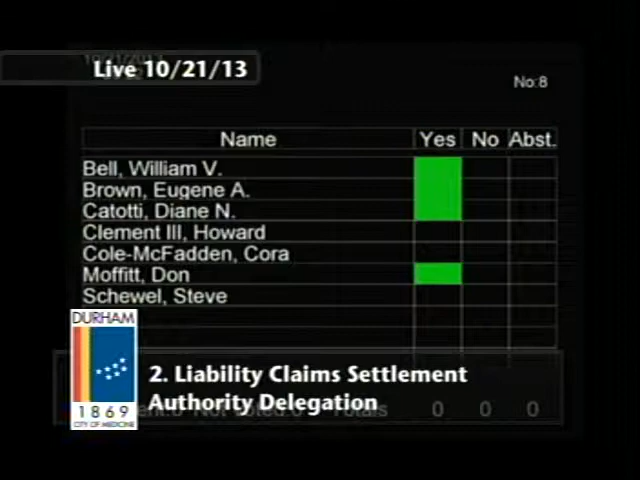 Live 10/21/13
No:8
Name Yes No Abst.
Bell, William V.
Brown, Eugene A.
Catotti, Diane N.
Clement III, Howard
Cole-McFadden, Cora
Moffitt, Don
Schewel, Steve
DURHAM
1869
CITY OF MEDICINE
2. Liability Claims Settlement
Authority Delegation
Totals 0 0 0